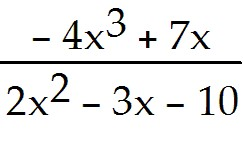 – 4x³ + 7x
2x² – 3x – 10